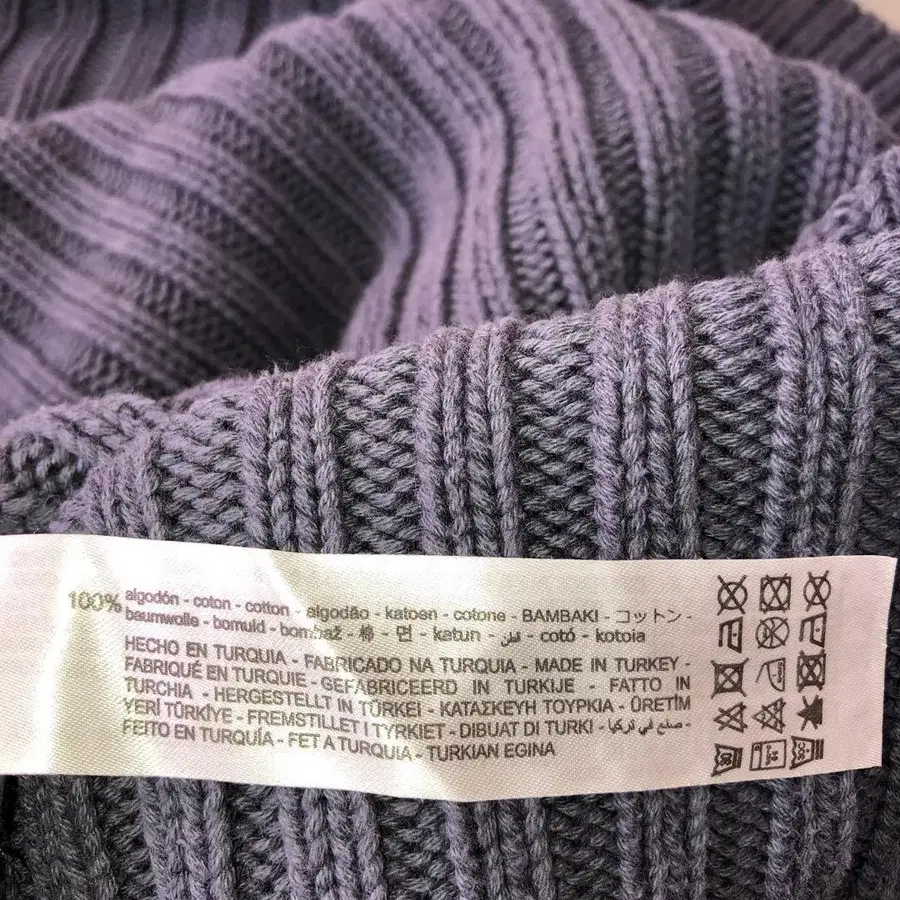 100% algodón - coton - cotton - algodão - katoen - cotone - BAMBAKI - コットン -
baumwolle - bomuld - bombaž - 棉 - 면 - katun - قطن - cotó - kotoia
HECHO EN TURQUIA - FABRICADO NA TURQUIA - MADE IN TURKEY -
FABRIQUÉ EN TURQUIE - GEFABRICEERD IN TURKIJE - FATTO IN
TURCHIA - HERGESTELLT IN TÜRKEI - ΚΑΤΑΣΚΕΥΗ ΤΟΥΡΚΙΑ - ÜRETİM
YERİ TÜRKİYE - FREMSTILLET I TYRKIET - DIBUAT DI TURKI - صنع في تركيا -
FEITO EN TURQUÍA - FET A TURQUIA - TURKIAN EGINA